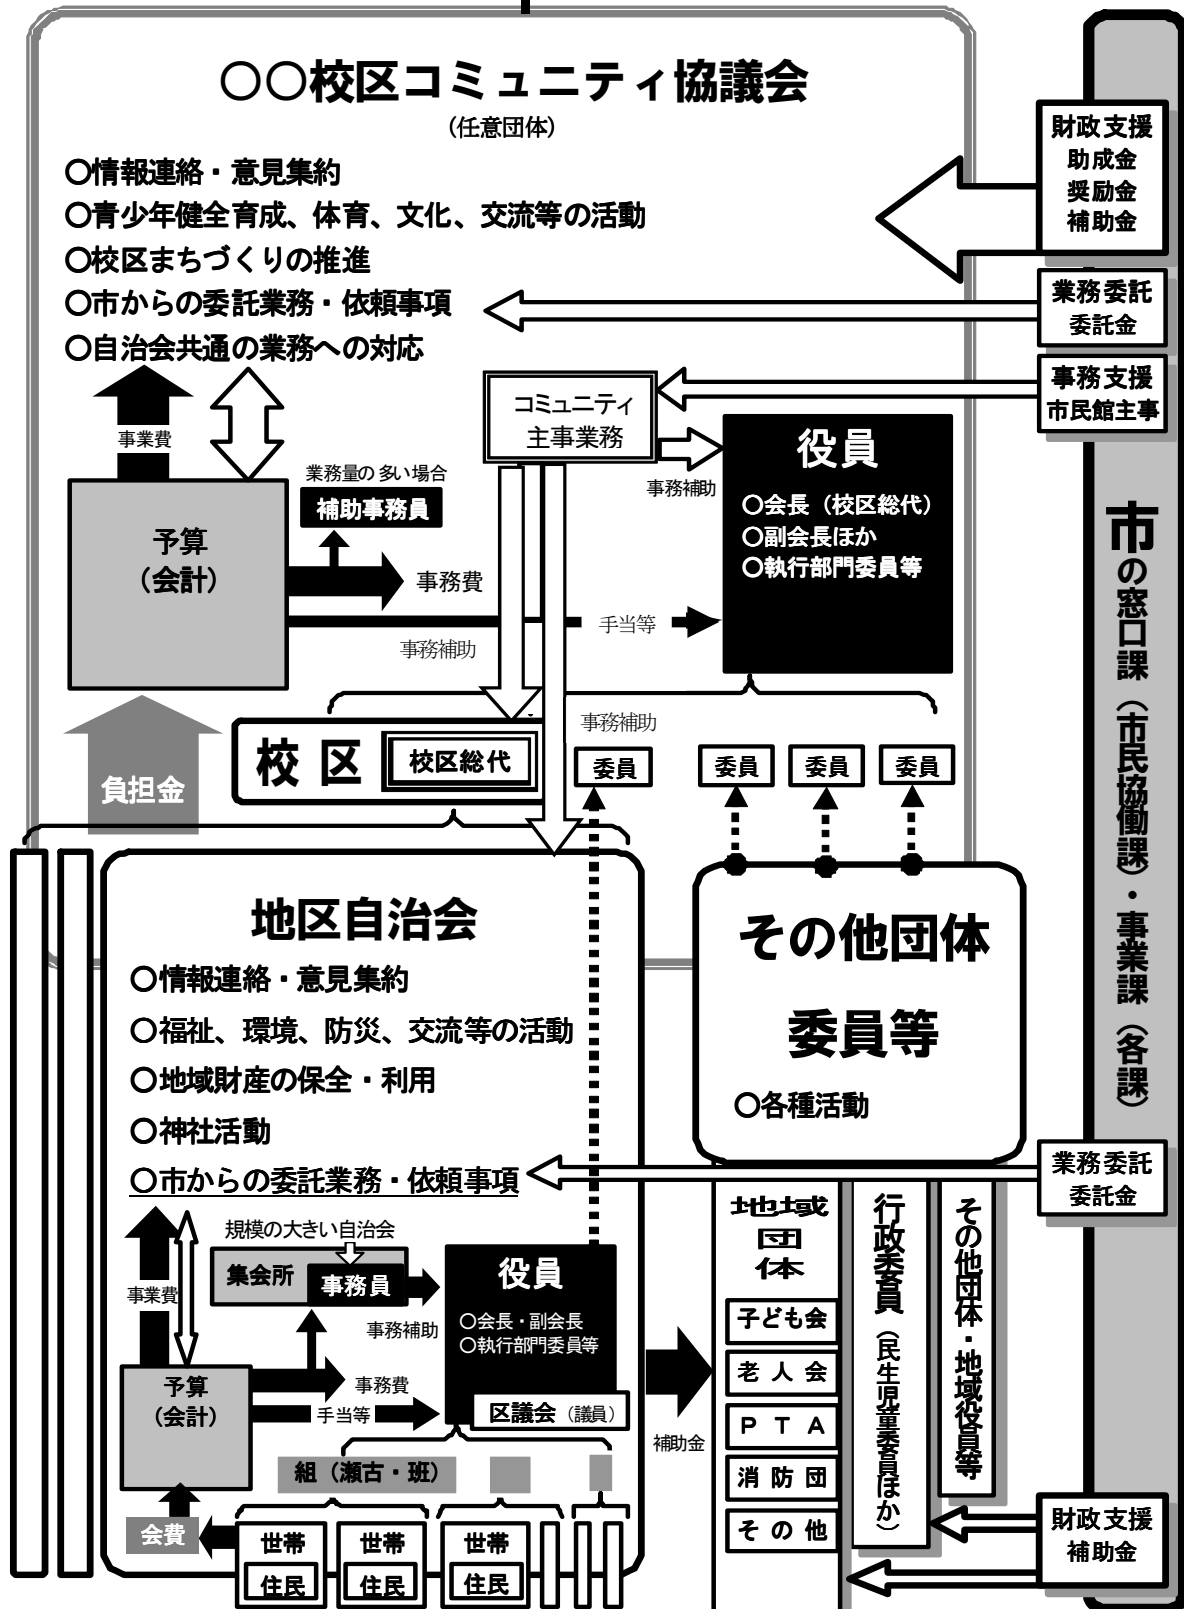 ○○校区コミュニティ協議会
（任意団体）
○情報連絡・意見集約
○青少年健全育成、体育、文化、交流等の活動
○校区まちづくりの推進
○市からの委託業務・依頼事項
○自治会共通の業務への対応
財政支援
助成金
奨励金
補助金
業務委託
委託金
事務支援
市民館主事
コミュニティ
主事業務
事業費
業務量の多い場合
補助事務員
予算
（会計）
事務費
事務補助
手当等
事務補助
役員
○会長（校区総代）
○副会長ほか
○執行部門委員等
市の窓口課（市民協働課）・事業課（各課）
負担金
校区
校区総代
事務補助
委員
委員
委員
委員
地区自治会
○情報連絡・意見集約
○福祉、環境、防災、交流等の活動
○地域財産の保全・利用
○神社活動
○市からの委託業務・依頼事項
その他団体
委員等
○各種活動
業務委託
委託金
事業費
規模の大きい自治会
集会所
事務員
事務補助
役員
○会長・副会長
○執行部門委員等
区議会（議員）
予算
（会計）
事務費
手当等
補助金
組（瀬古・班）
会費
世帯
住民
世帯
住民
世帯
住民
地域
団
体
子ども会
老人会
ＰＴＡ
消防団
その他
行政委員（民生児童委員ほか）
その他団体・地域役員等
財政支援
補助金